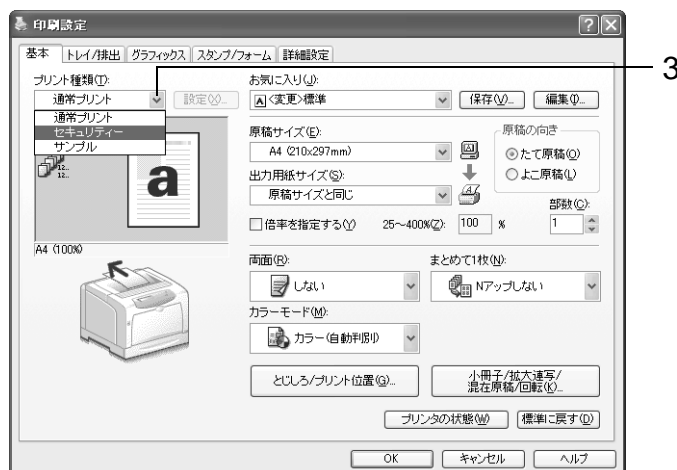 印刷設定
基本 トレイ/排出 グラフィックス スタンプ/フォーム 詳細設定
3
プリント種類(T):
通常プリント 設定(X)...
通常プリント
セキュリティー
サンプル
12..
12..
a
A4 (100%)
お気に入り(J):
A <変更>標準 保存(V)... 編集(I)...
原稿サイズ(E):
A4 (210x297mm)
出力用紙サイズ(S):
原稿サイズと同じ
原稿の向き
たて原稿(O)
よこ原稿(L)
倍率を指定する(Y) 25～400%(Z): 100 %
部数(C):
1
両面(R):
しない
まとめて1枚(N):
Nアップしない
カラーモード(M):
カラー(自動判別)
とじしろ/プリント位置(G)...
小冊子/拡大連写/
混在原稿/回転(K)...
プリンタの状態(W) 標準に戻す(D)
OK キャンセル ヘルプ